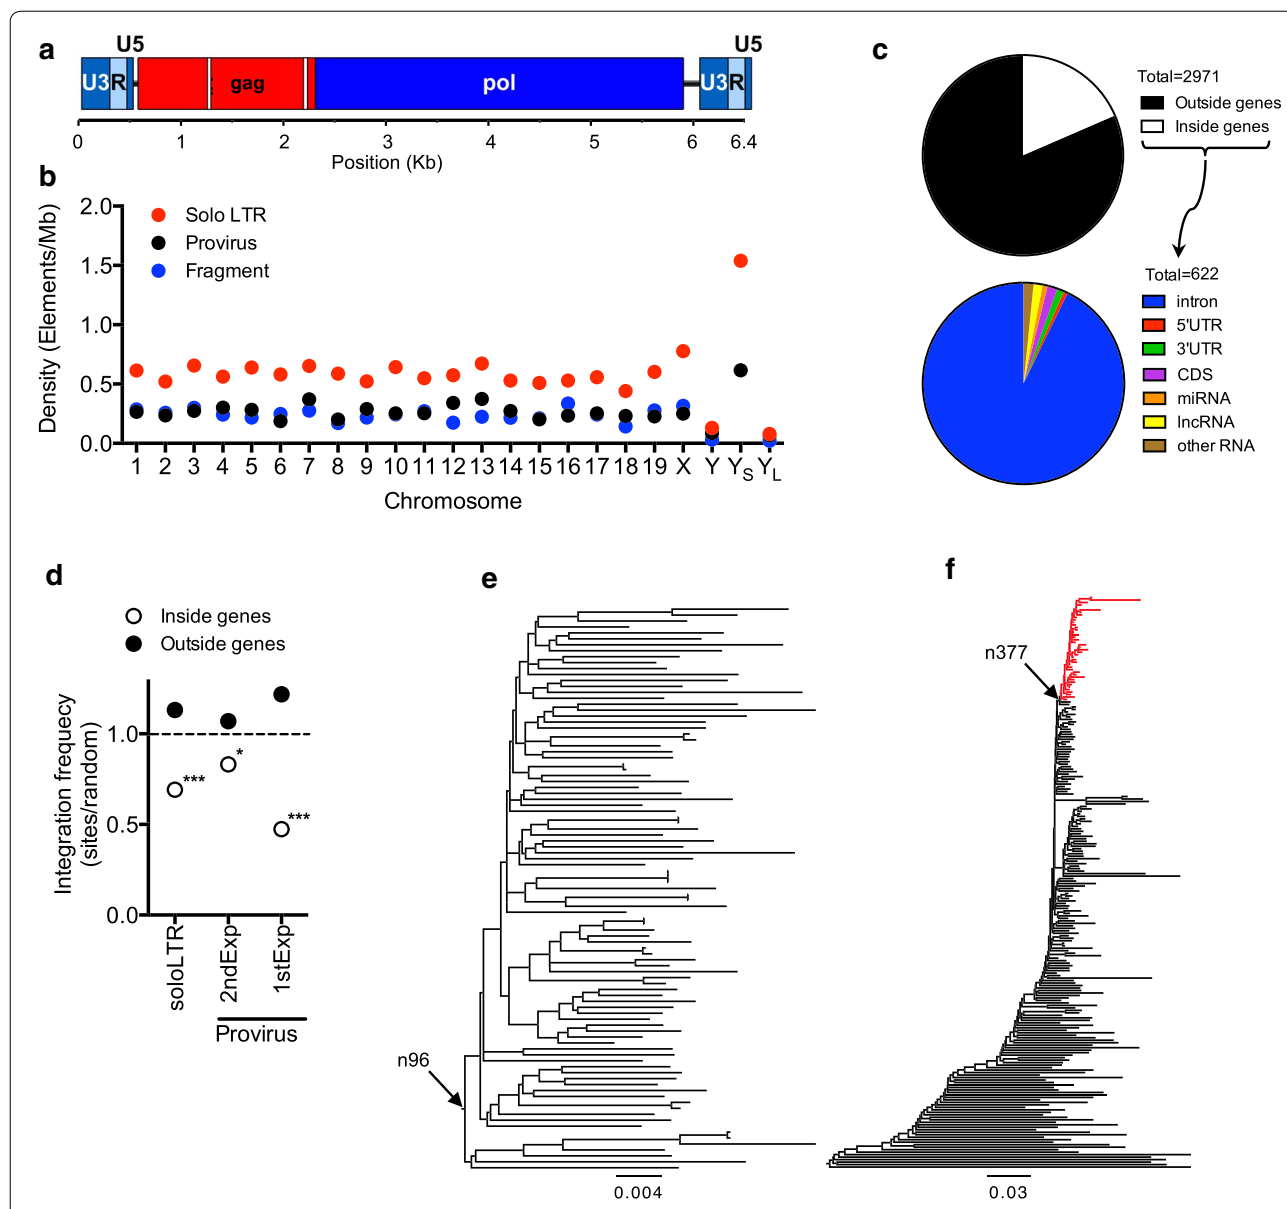 a
U5
U5
U3
R
gag
pol
U3
R
0
1
2
3
4
5
6
6.4
Position (Kb)
b
2.0
1.5
1.0
0.5
0.0
Density (Elements/Mb)
Solo LTR
Provirus
Fragment
1 2 3 4 5 6 7 8 9 10 11 12 13 14 15 16 17 18 19 X Y YS YL
Chromosome
c
Total=2971
Outside genes
Inside genes
Total=622
intron
5'UTR
3'UTR
CDS
miRNA
lncRNA
other RNA
d
Inside genes
Outside genes
Integration frequecy
(sites/random)
1.0
0.5
0.0
***
*
***
soloLTR
2ndExp
1stExp
Provirus
e
n96
0.004
f
n377
0.03